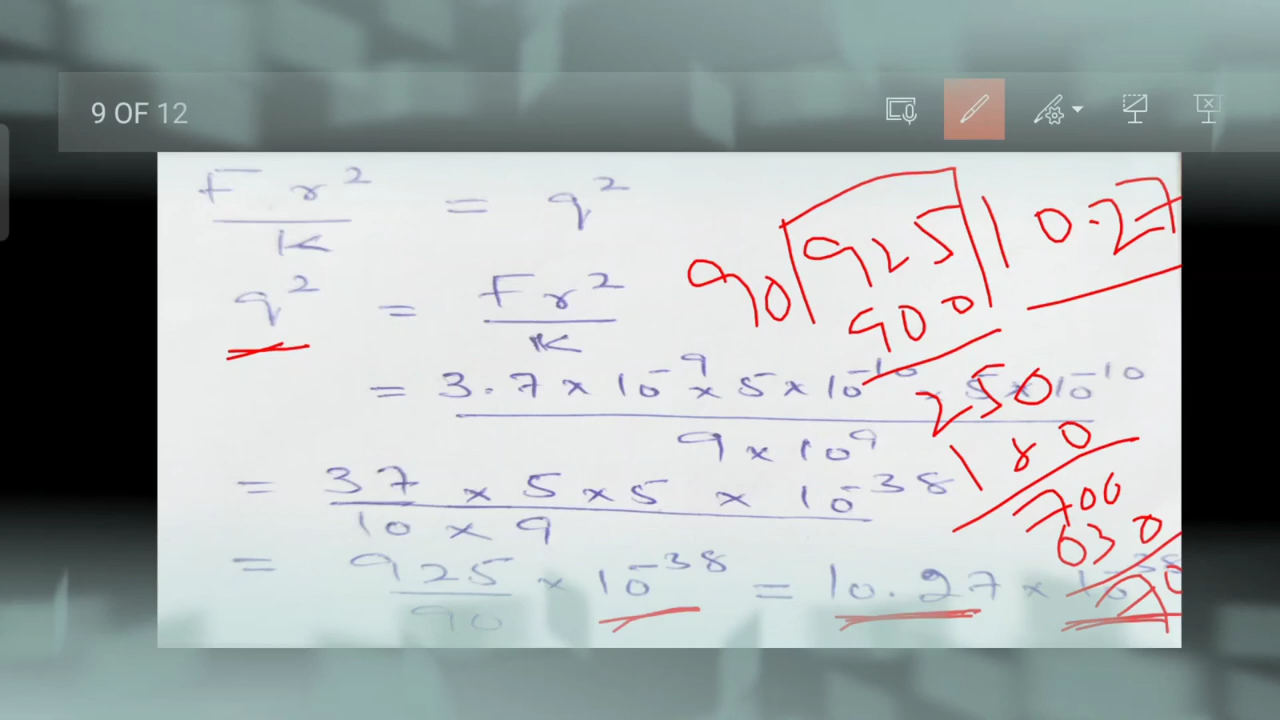 9 OF 12
F r² / K = q²
q² = F r² / K
= 3.7 × 10⁻⁹ × 5 × 10⁻¹⁰ × 5 × 10⁻¹⁰ / 9 × 10⁹
= 37 × 5 × 5 × 10⁻³⁸ / 10 × 9
= 925 / 90 × 10⁻³⁸ = 10.27 × 10⁻³⁸
90 925 10.27
900
250
180
700
630
70